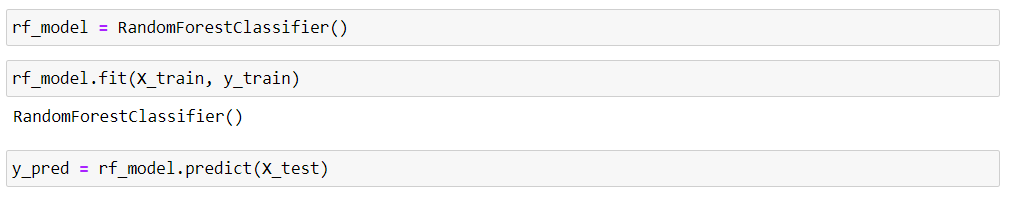 rf_model = RandomForestClassifier()
rf_model.fit(X_train, y_train)
RandomForestClassifier()
y_pred = rf_model.predict(X_test)